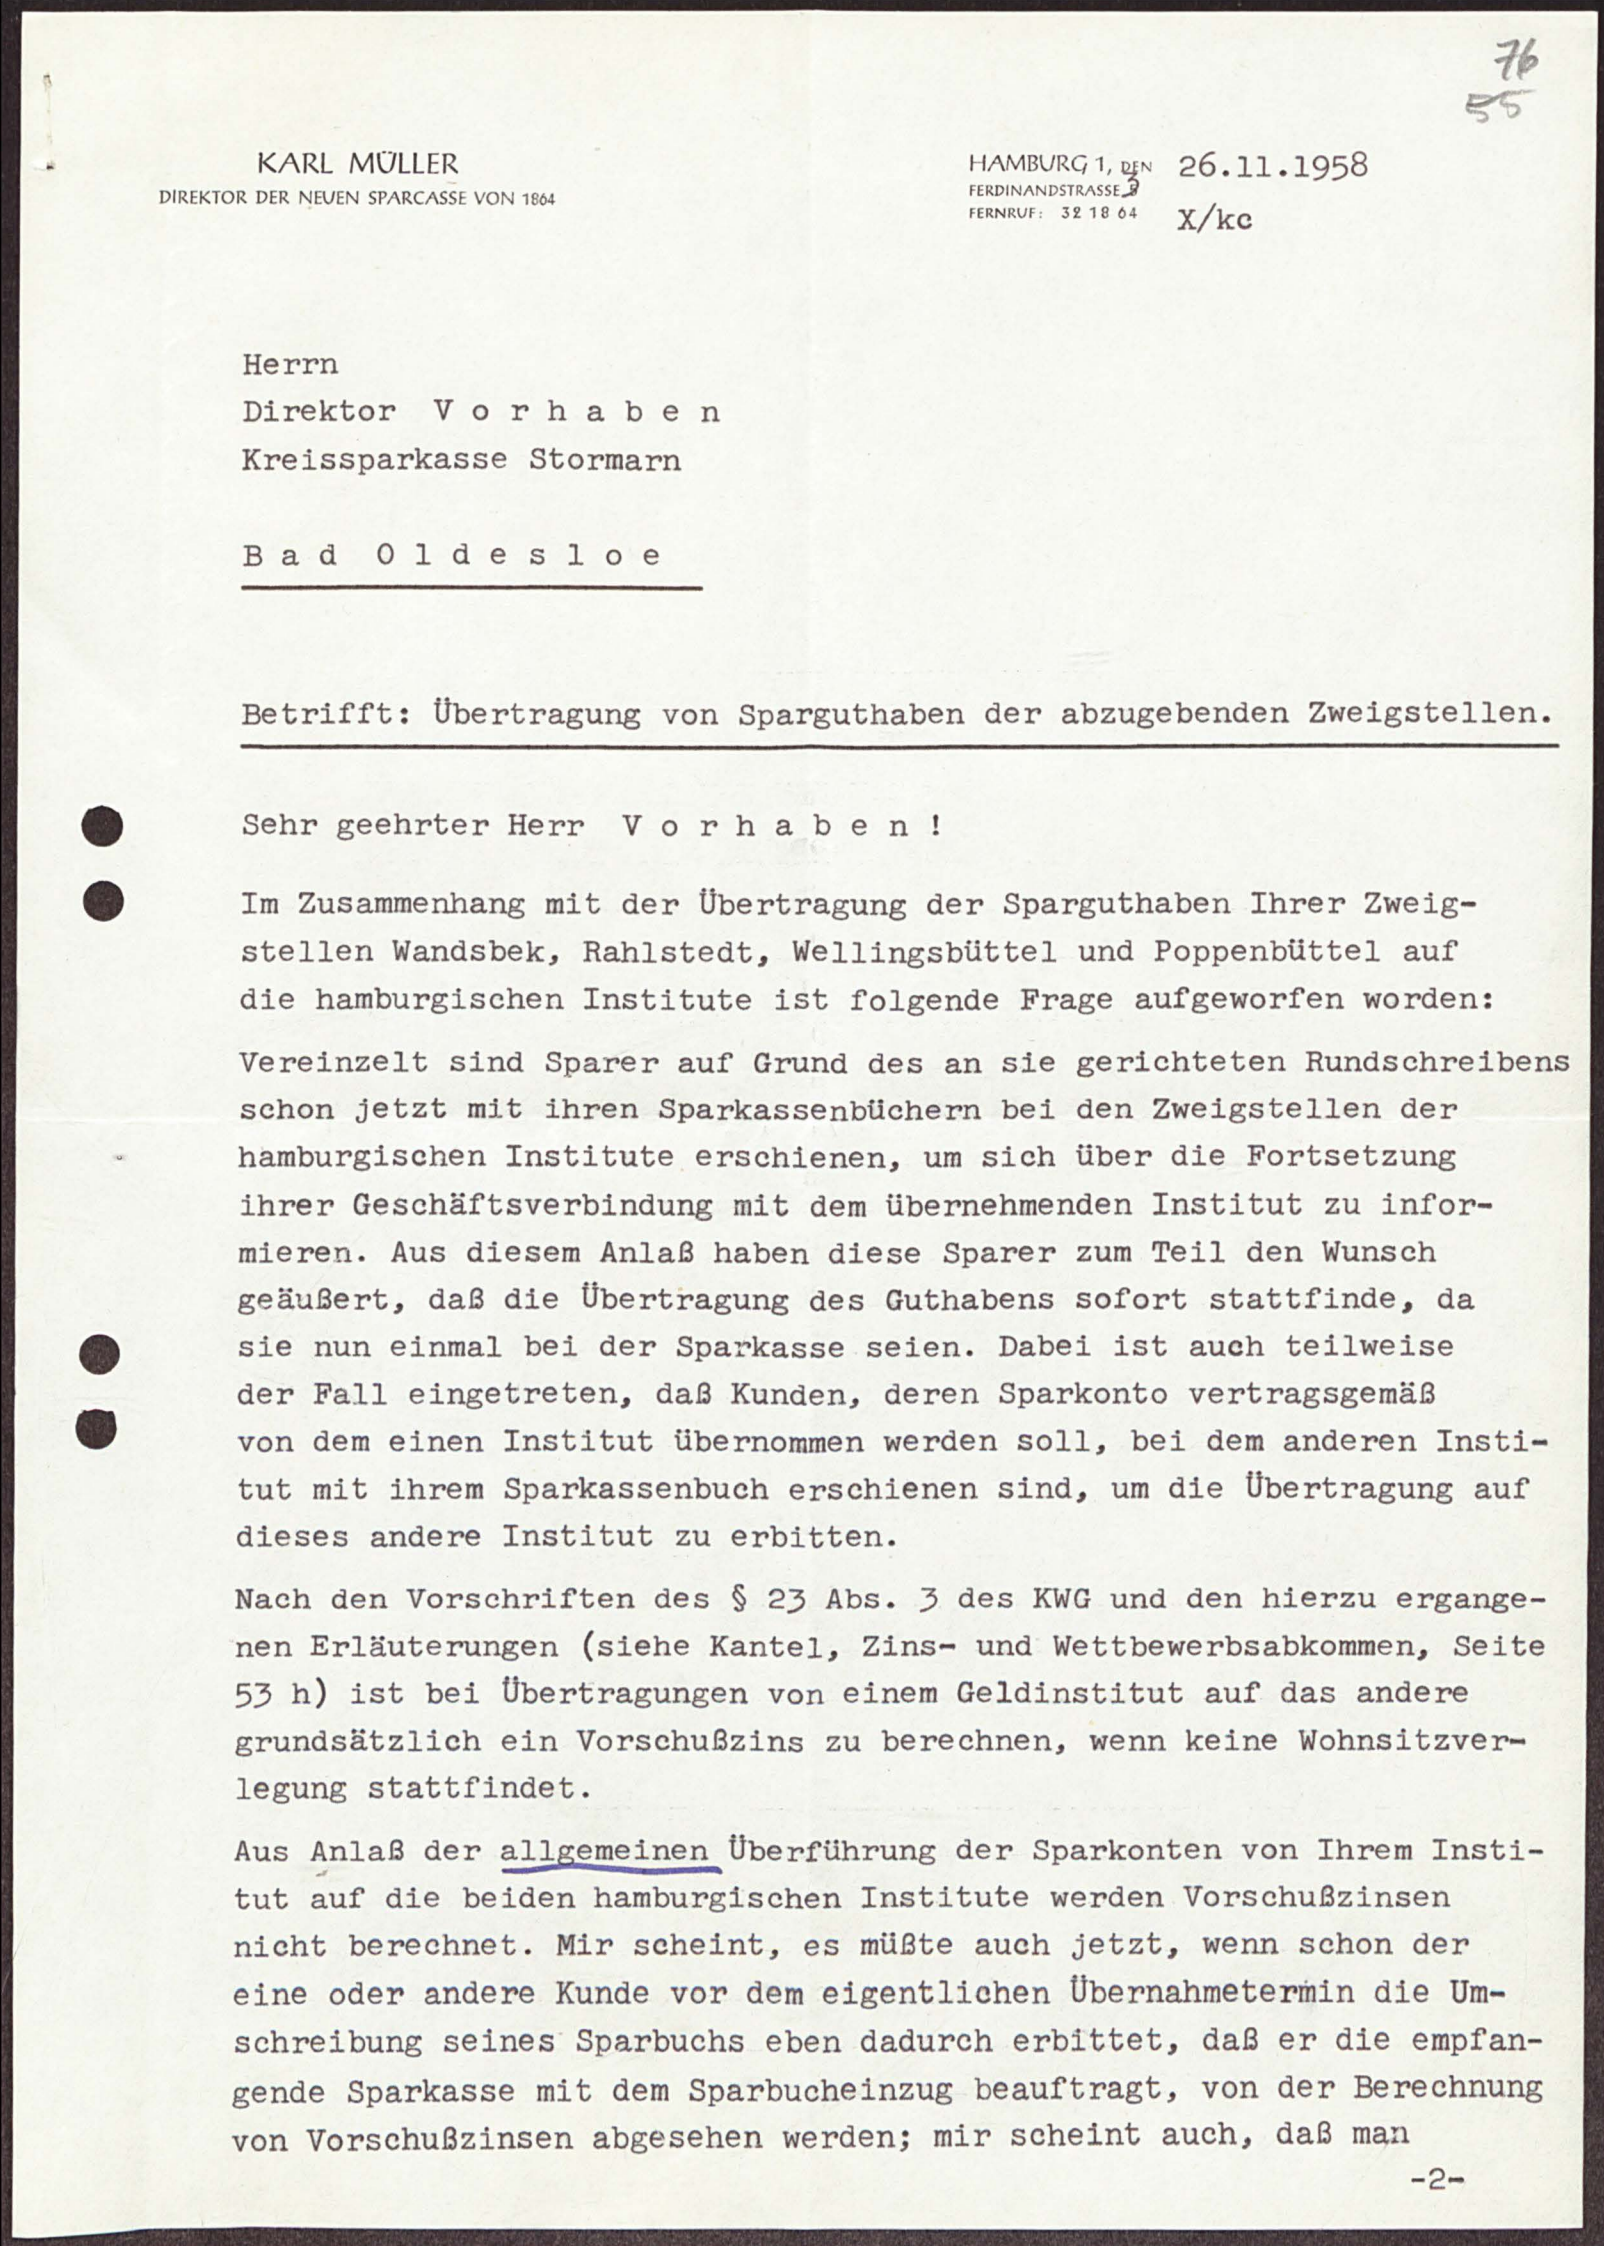 76
55
KARL MÜLLER
DIREKTOR DER NEUEN SPARCASSE VON 1864
HAMBURG 1, DEN 26.11.1958
FERDINANDSTRASSE 3
FERNRUF: 32 18 64
X/kc
Herrn
Direktor V o r h a b e n
Kreissparkasse Stormarn
B a d O l d e s l o e
Betrifft: Übertragung von Sparguthaben der abzugebenden Zweigstellen.
Sehr geehrter Herr V o r h a b e n !
Im Zusammenhang mit der Übertragung der Sparguthaben Ihrer Zweig-
stellen Wandsbek, Rahlstedt, Wellingsbüttel und Poppenbüttel auf
die hamburgischen Institute ist folgende Frage aufgeworfen worden:
Vereinzelt sind Sparer auf Grund des an sie gerichteten Rundschreibens
schon jetzt mit ihren Sparkassenbüchern bei den Zweigstellen der
hamburgischen Institute erschienen, um sich über die Fortsetzung
ihrer Geschäftsverbindung mit dem übernehmenden Institut zu infor-
mieren. Aus diesem Anlaß haben diese Sparer zum Teil den Wunsch
geäußert, daß die Übertragung des Guthabens sofort stattfinde, da
sie nun einmal bei der Sparkasse seien. Dabei ist auch teilweise
der Fall eingetreten, daß Kunden, deren Sparkonto vertragsgemäß
von dem einen Institut übernommen werden soll, bei dem anderen Insti-
tut mit ihrem Sparkassenbuch erschienen sind, um die Übertragung auf
dieses andere Institut zu erbitten.
Nach den Vorschriften des § 23 Abs. 3 des KWG und den hierzu ergange-
nen Erläuterungen (siehe Kantel, Zins- und Wettbewerbsabkommen, Seite
53 h) ist bei Übertragungen von einem Geldinstitut auf das andere
grundsätzlich ein Vorschußzins zu berechnen, wenn keine Wohnsitzver-
legung stattfindet.
Aus Anlaß der allgemeinen Überführung der Sparkonten von Ihrem Insti-
tut auf die beiden hamburgischen Institute werden Vorschußzinsen
nicht berechnet. Mir scheint, es müßte auch jetzt, wenn schon der
eine oder andere Kunde vor dem eigentlichen Übernahmetermin die Um-
schreibung seines Sparbuchs eben dadurch erbittet, daß er die empfan-
gende Sparkasse mit dem Sparbucheinzug beauftragt, von der Berechnung
von Vorschußzinsen abgesehen werden; mir scheint auch, daß man
-2-